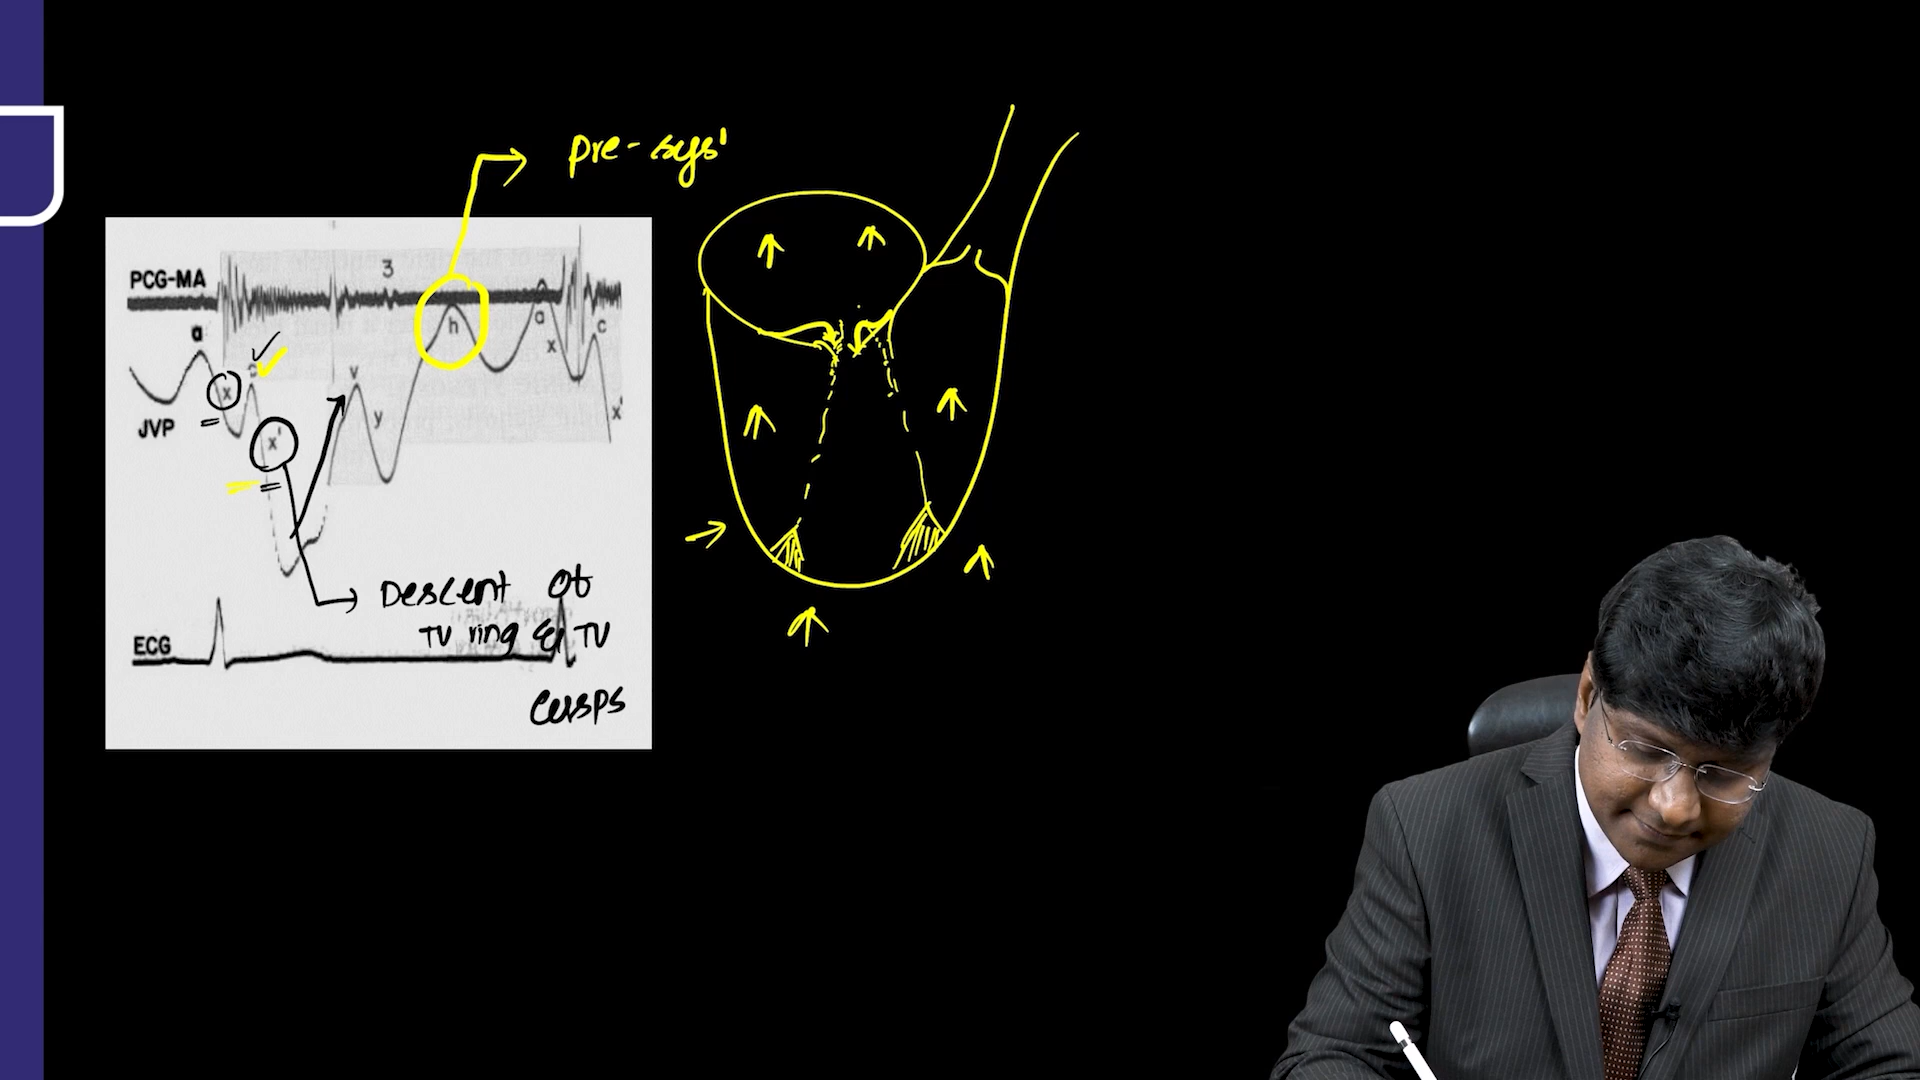 Pre-sys'
PCG-MA
3
h
a
x
c
x'
a
x
v
y
JVP
x'
Descent of
TV ring & TV
Cusps
ECG